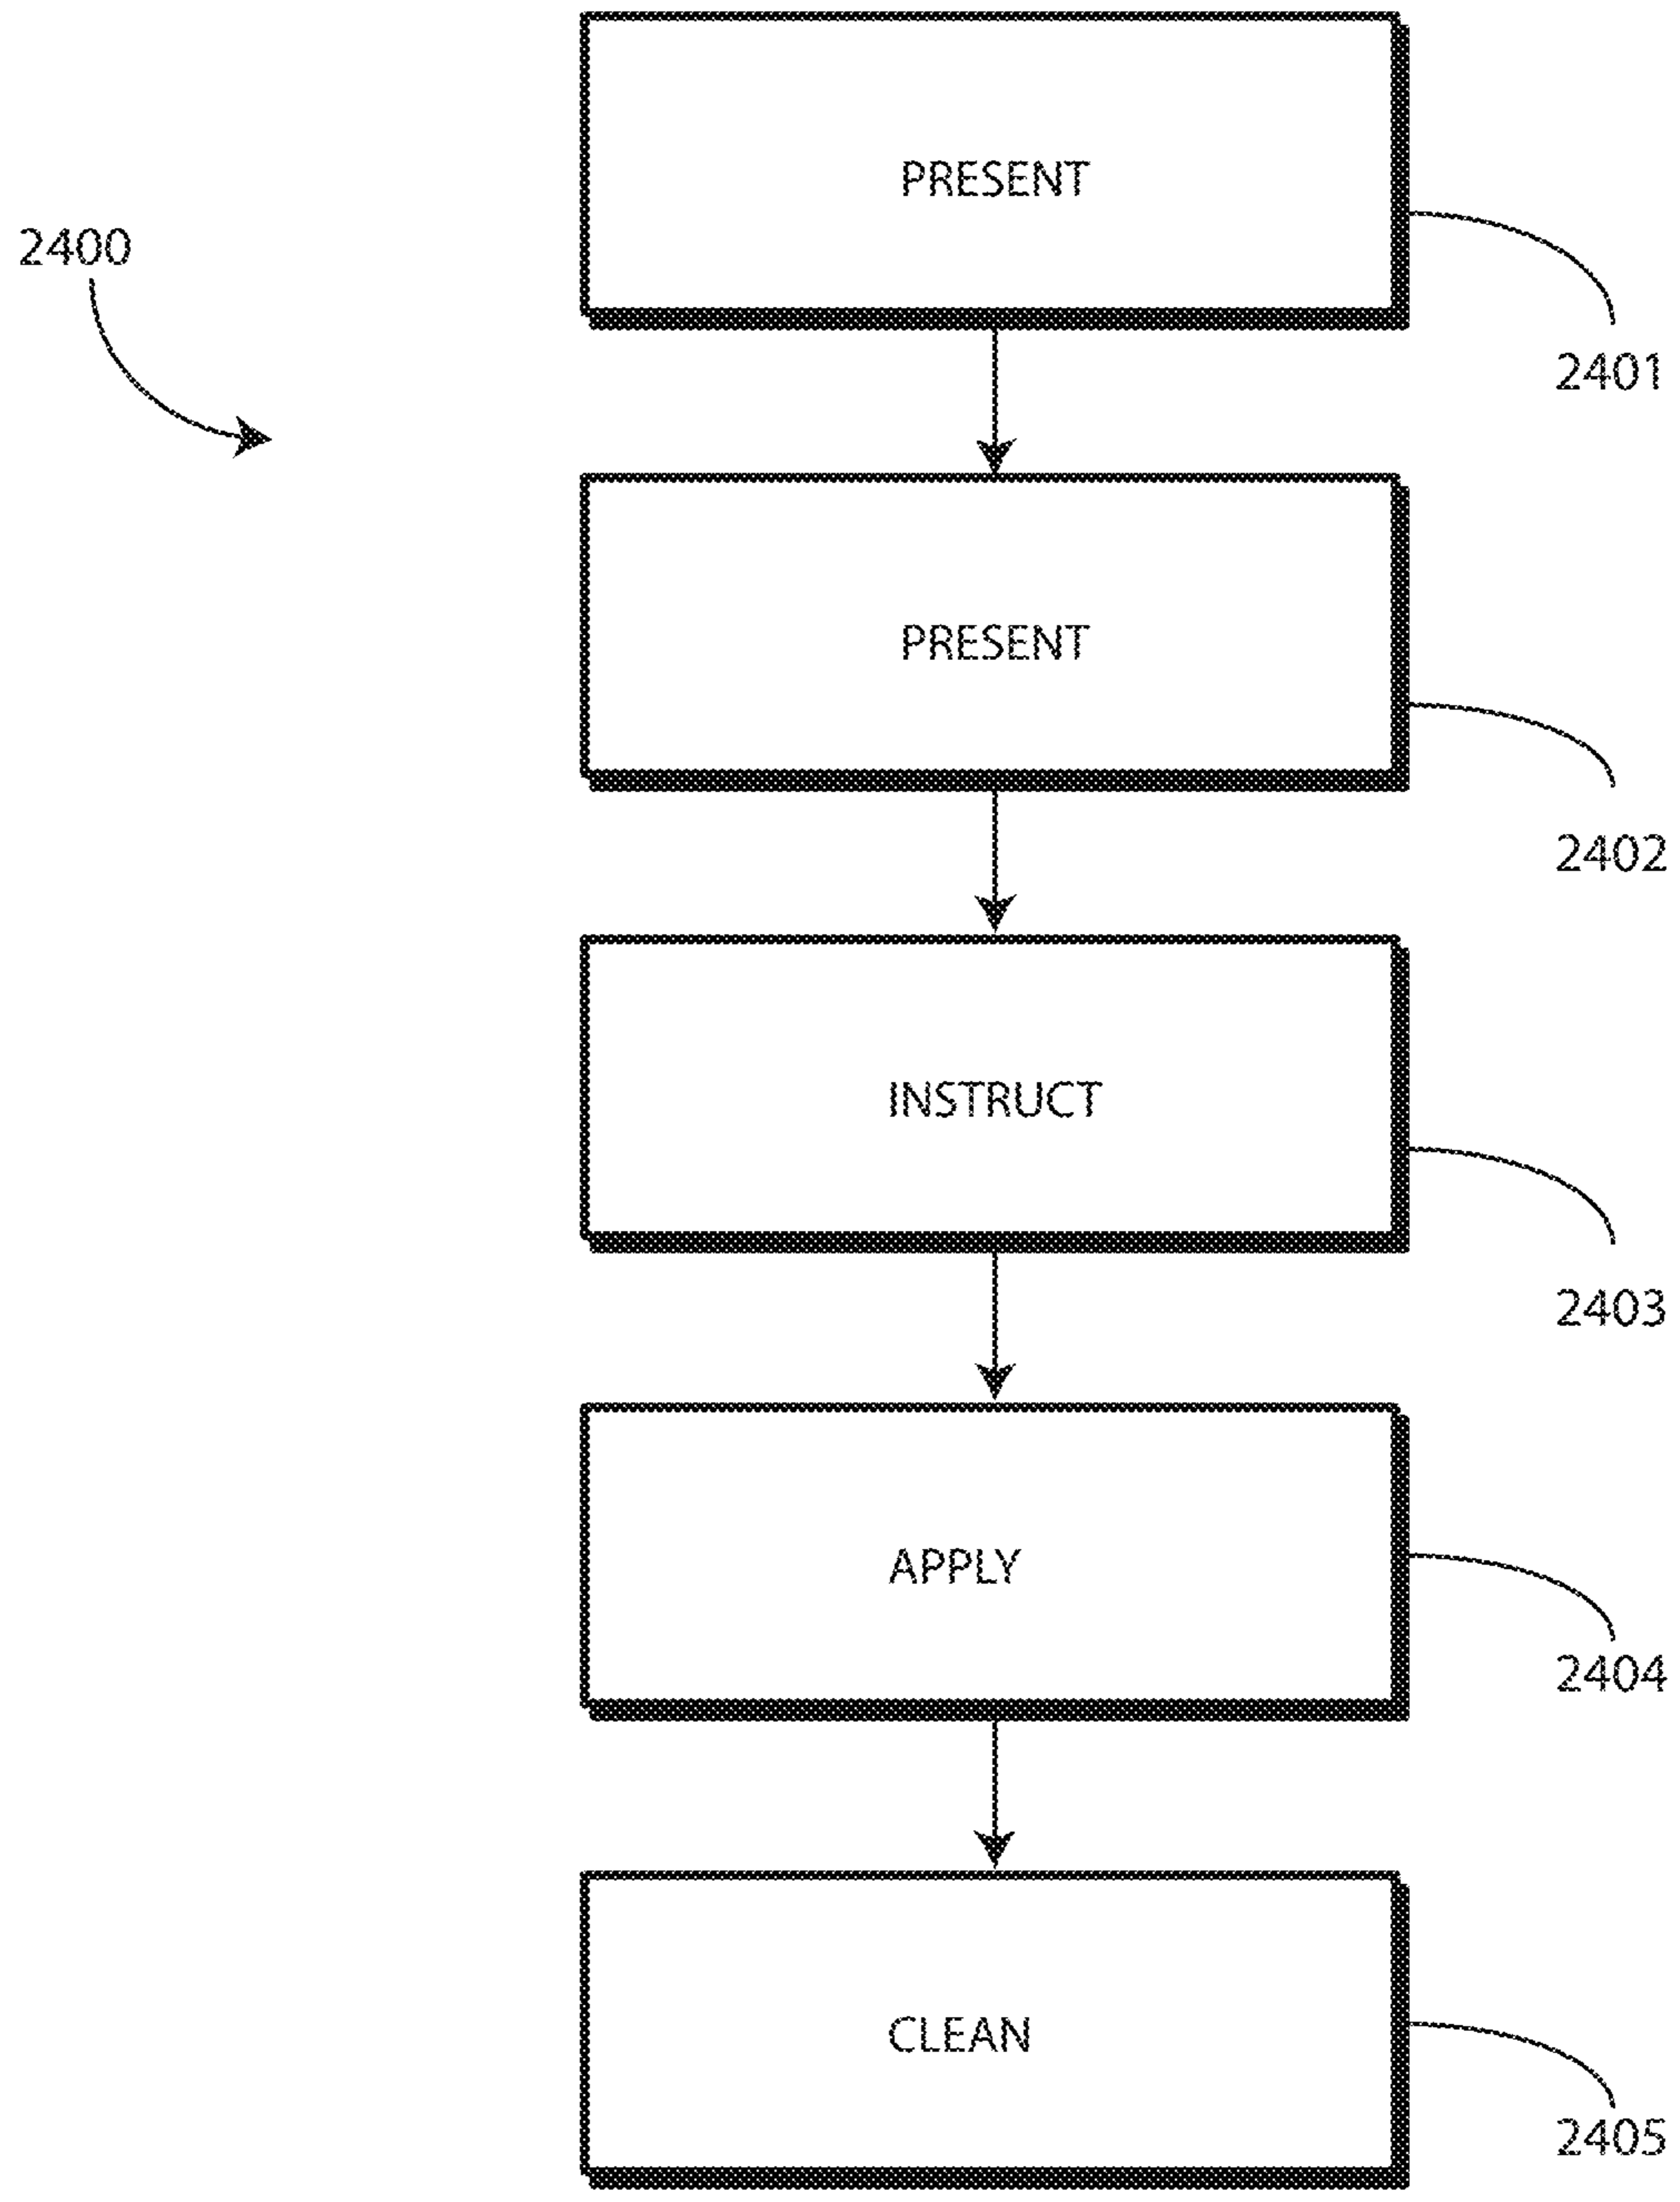 PRESENT
2400
2401
PRESENT
2402
INSTRUCT
2403
APPLY
2404
CLEAN
2405